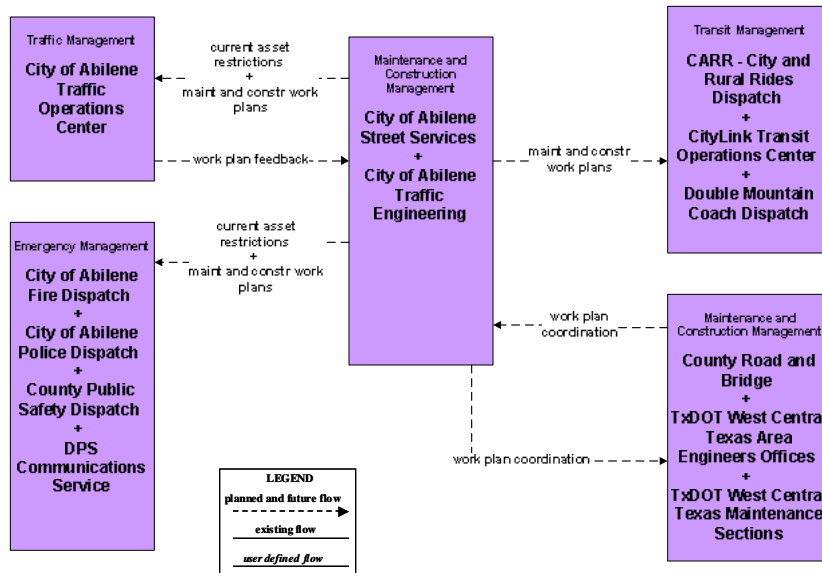 Traffic Management
City of Abilene
Traffic
Operations
Center
current asset
restrictions
+
maint and constr work
plans
work plan feedback
Maintenance and
Construction
Management
City of Abilene
Street Services
+
City of Abilene
Traffic
Engineering
Transit Management
CARR - City and
Rural Rides
Dispatch
+
CityLink Transit
Operations Center
+
Double Mountain
Coach Dispatch
maint and constr
work plans
Emergency Management
City of Abilene
Fire Dispatch
+
City of Abilene
Police Dispatch
+
County Public
Safety Dispatch
+
DPS
Communications
Service
current asset
restrictions
+
maint and constr work
plans
work plan
coordination
Maintenance and
Construction Management
County Road and
Bridge
+
TxDOT West Central
Texas Area
Engineers Offices
+
TxDOT West Central
Texas Maintenance
Sections
work plan coordination
LEGEND
planned and future flow
existing flow
user defined flow